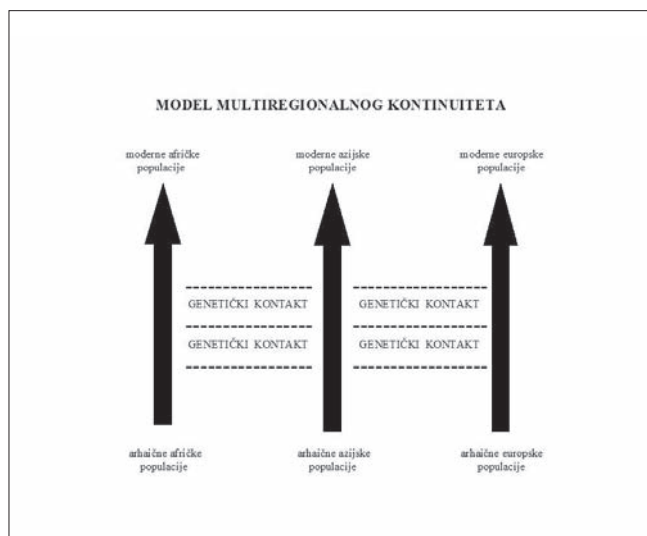 MODEL MULTIREGIONALNOG KONTINUITETA
moderne afričke
populacije
moderne azijske
populacije
moderne europske
populacije
GENETIČKI KONTAKT
GENETIČKI KONTAKT
GENETIČKI KONTAKT
GENETIČKI KONTAKT
arhaične afričke
populacije
arhaične azijske
populacije
arhaične europske
populacije